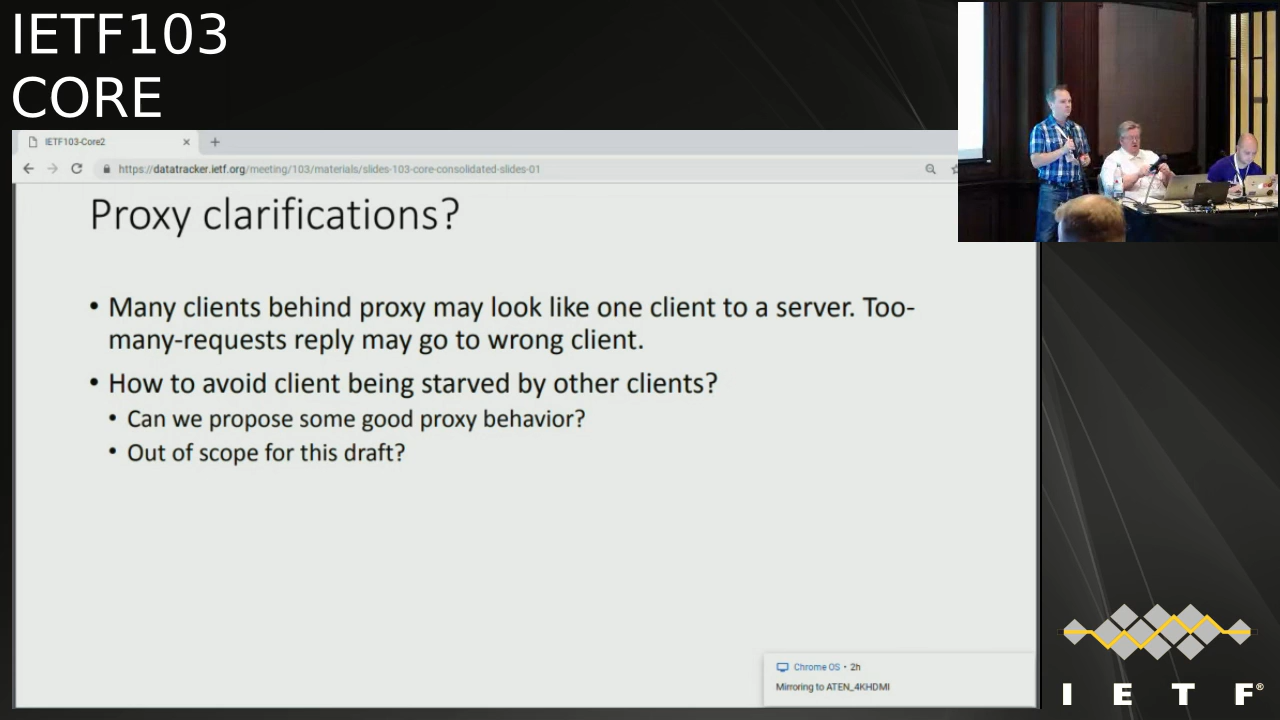 IETF103
CORE
IETF103-Core2
https://datatracker.ietf.org/meeting/103/materials/slides-103-core-consolidated-slides-01
Proxy clarifications?
• Many clients behind proxy may look like one client to a server. Too-
many-requests reply may go to wrong client.
• How to avoid client being starved by other clients?
• Can we propose some good proxy behavior?
• Out of scope for this draft?
Chrome OS • 2h
Mirroring to ATEN_4KHDMI
I E T F®